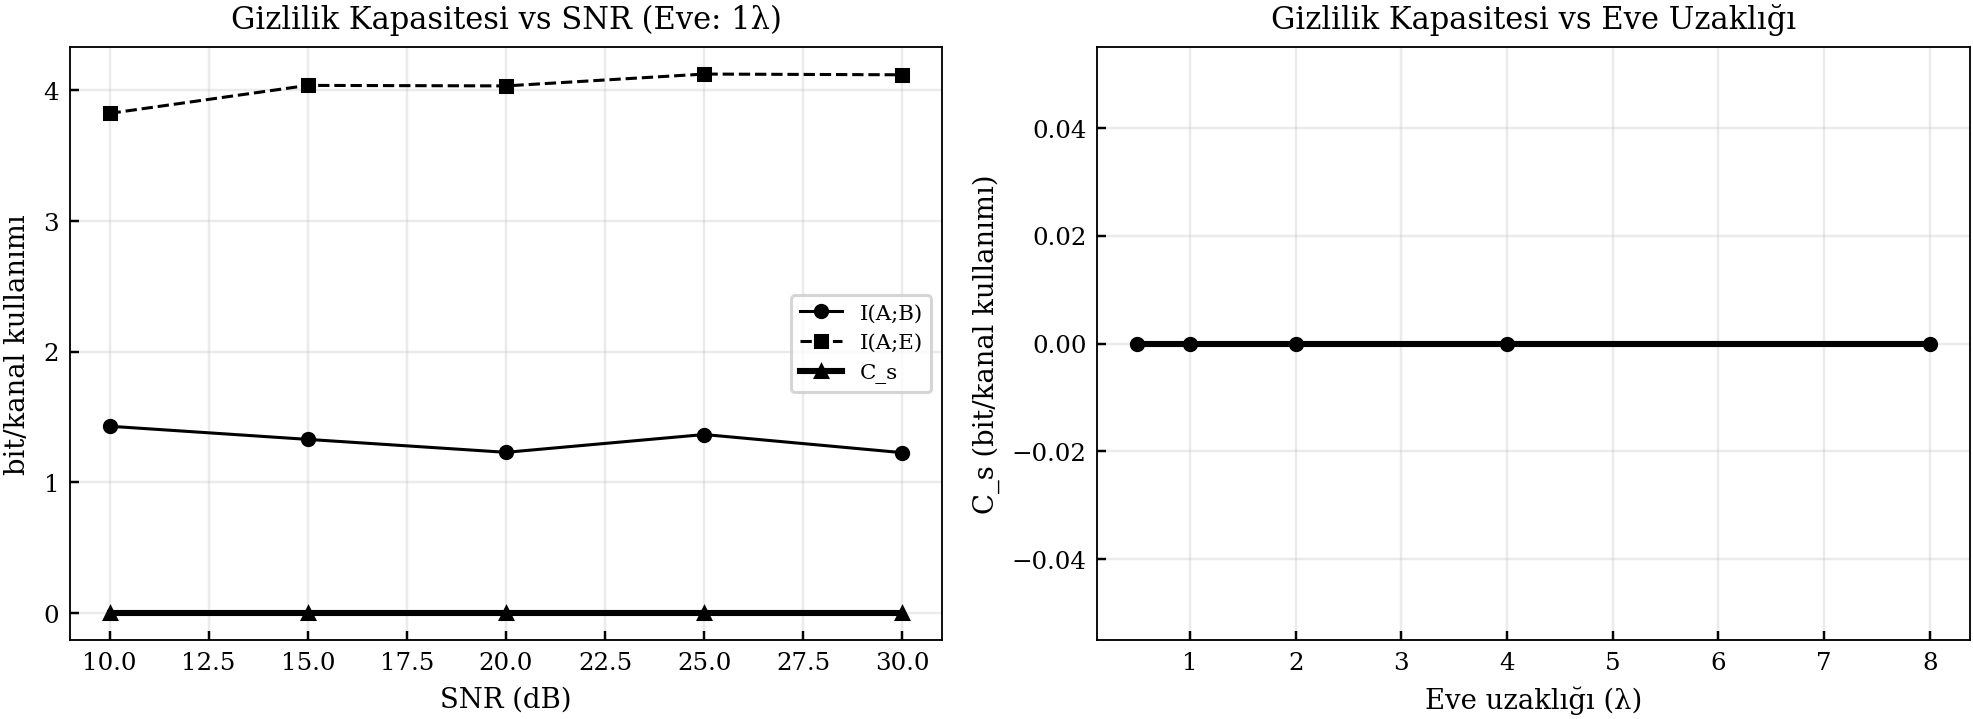 Gizlilik Kapasitesi vs SNR (Eve: 1λ)
bit/kanal kullanımı
4
3
2
1
0
I(A;B)
I(A;E)
C_s
10.0 12.5 15.0 17.5 20.0 22.5 25.0 27.5 30.0
SNR (dB)
Gizlilik Kapasitesi vs Eve Uzaklığı
C_s (bit/kanal kullanımı)
0.04
0.02
0.00
−0.02
−0.04
1 2 3 4 5 6 7 8
Eve uzaklığı (λ)